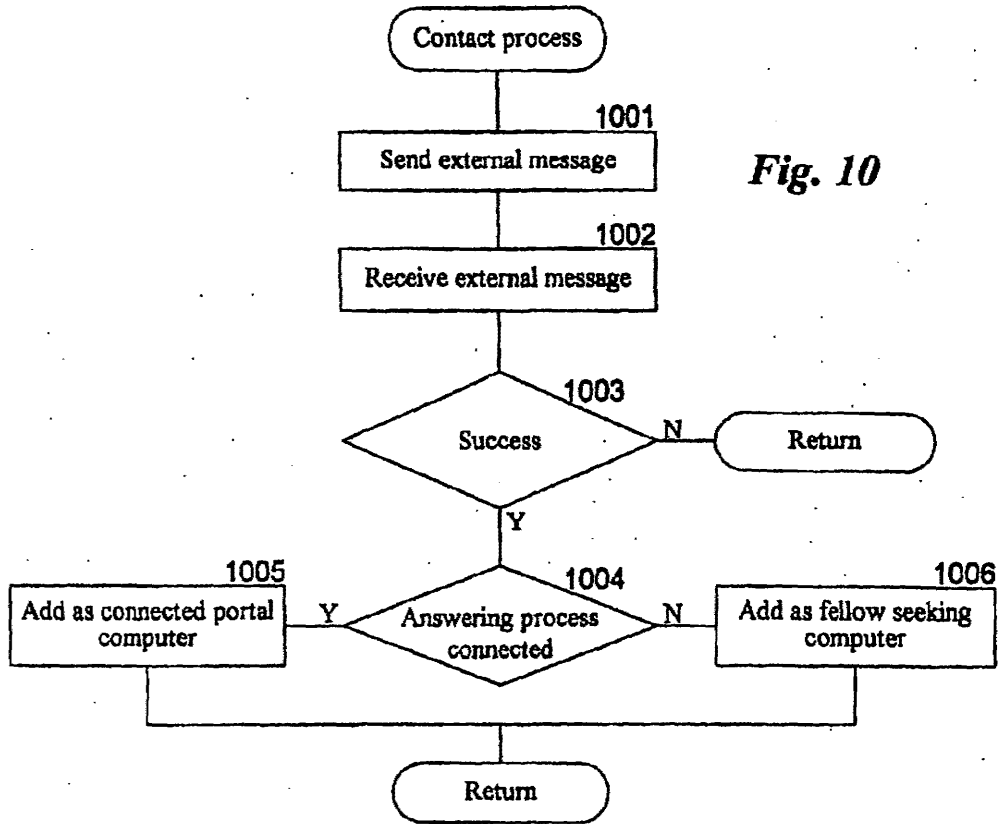 Contact process
1001
Send external message
Fig. 10
1002
Receive external message
1003
Success
N
Return
Y
1005
Add as connected portal
computer
Y
1004
Answering process
connected
N
1006
Add as fellow seeking
computer
Return